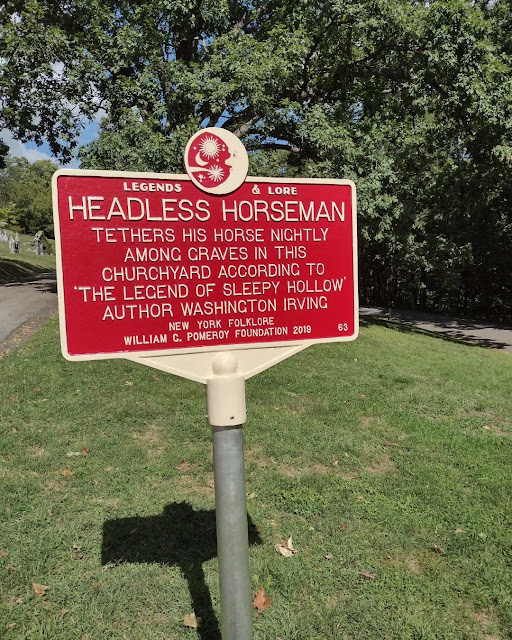 LEGENDS & LORE
HEADLESS HORSEMAN
TETHERS HIS HORSE NIGHTLY
AMONG GRAVES IN THIS
CHURCHYARD ACCORDING TO
'THE LEGEND OF SLEEPY HOLLOW'
AUTHOR WASHINGTON IRVING
NEW YORK FOLKLORE
WILLIAM G. POMEROY FOUNDATION 2019 63